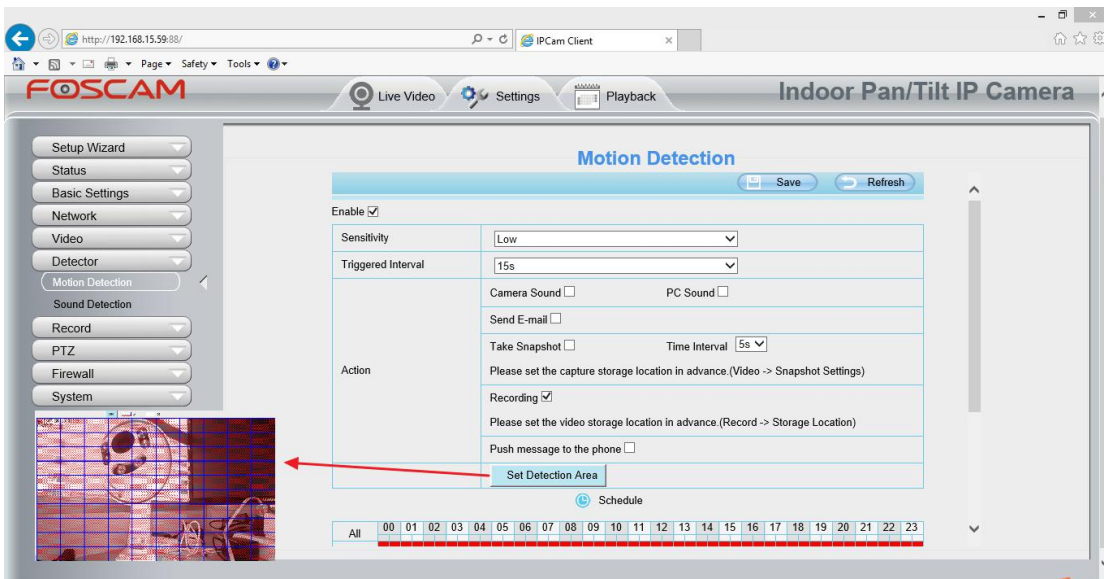 http://192.168.15.59:88/
IPCam Client
Page Safety Tools
FOSCAM
Live Video
Settings
Playback
Indoor Pan/Tilt IP Camera
Setup Wizard
Status
Basic Settings
Network
Video
Detector
Motion Detection
Sound Detection
Record
PTZ
Firewall
System
Motion Detection
Save Refresh
Enable
Sensitivity Low
Triggered Interval 15s
Action
Camera Sound PC Sound
Send E-mail
Take Snapshot Time Interval 5s
Please set the capture storage location in advance.(Video -> Snapshot Settings)
Recording
Please set the video storage location in advance.(Record -> Storage Location)
Push message to the phone
Set Detection Area
Schedule
All 00 01 02 03 04 05 06 07 08 09 10 11 12 13 14 15 16 17 18 19 20 21 22 23